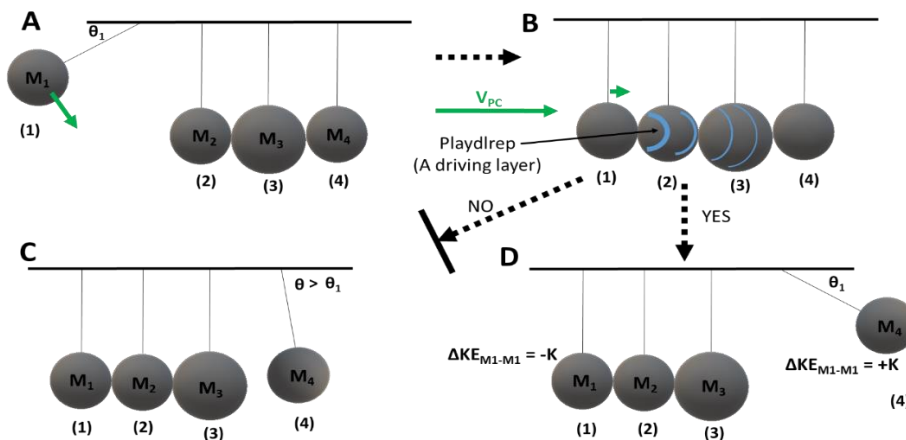 A
θ1
M1
(1)
M2
M3
M4
(2)
(3)
(4)
B
VPC
Playdlrep
(A driving layer)
(1)
(2)
(3)
(4)
NO
YES
C
θ > θ1
M1
M2
M3
M4
(1)
(2)
(3)
(4)
D
θ1
ΔKEM1-M1 = -K
M1
M2
M3
M4
ΔKEM1-M1 = +K
(1)
(2)
(3)
(4)